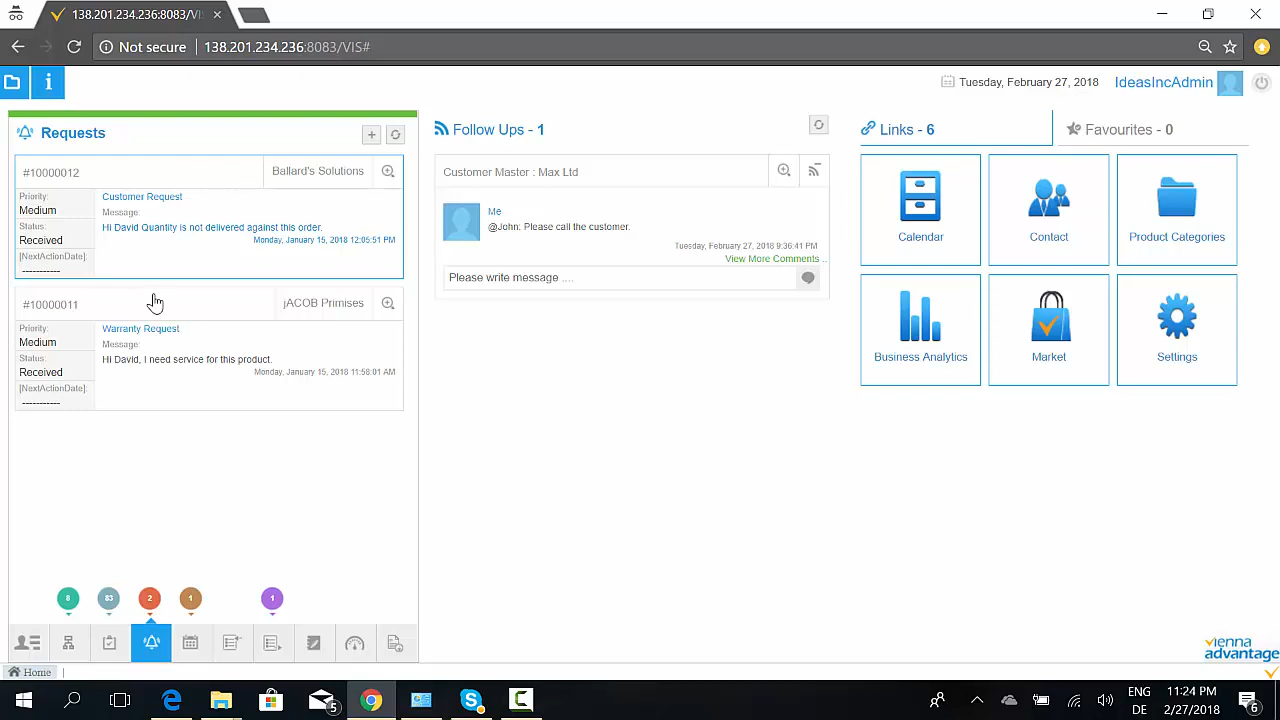 138.201.234.236:8083/VI
Not secure
138.201.234.236:8083/VIS#
Tuesday, February 27, 2018
IdeasIncAdmin
Requests
#10000012
Ballard's Solutions
Priority:
Medium
Status:
Received
[NextActionDate]:
-----------
Customer Request
Message:
Hi David Quantity is not delivered against this order.
Monday, January 15, 2018 12:05:51 PM
#10000011
jACOB Primises
Priority:
Medium
Status:
Received
[NextActionDate]:
-----------
Warranty Request
Message:
Hi David, I need service for this product.
Monday, January 15, 2018 11:58:01 AM
8
83
2
1
1
Follow Ups - 1
Customer Master : Max Ltd
Me
@John: Please call the customer.
Tuesday, February 27, 2018 9:36:41 PM
View More Comments ..
Please write message ....
Links - 6
Favourites - 0
Calendar
Contact
Product Categories
Business Analytics
Market
Settings
vienna
advantage
Home
5
ENG
DE
11:24 PM
2/27/2018
6